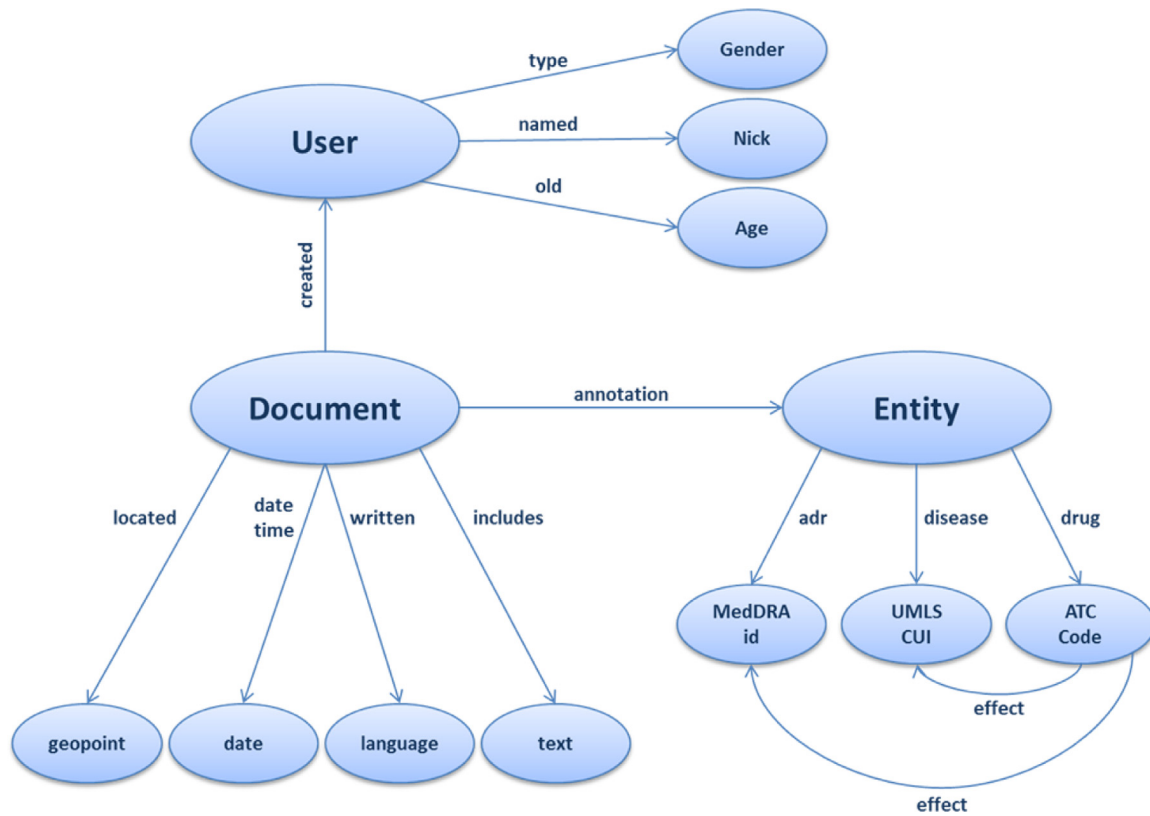 Gender
type
User
named
Nick
old
Age
created
Document
annotation
Entity
located
date
time
written
includes
adr
disease
drug
MedDRA
id
UMLS
CUI
ATC
Code
effect
geopoint
date
language
text
effect